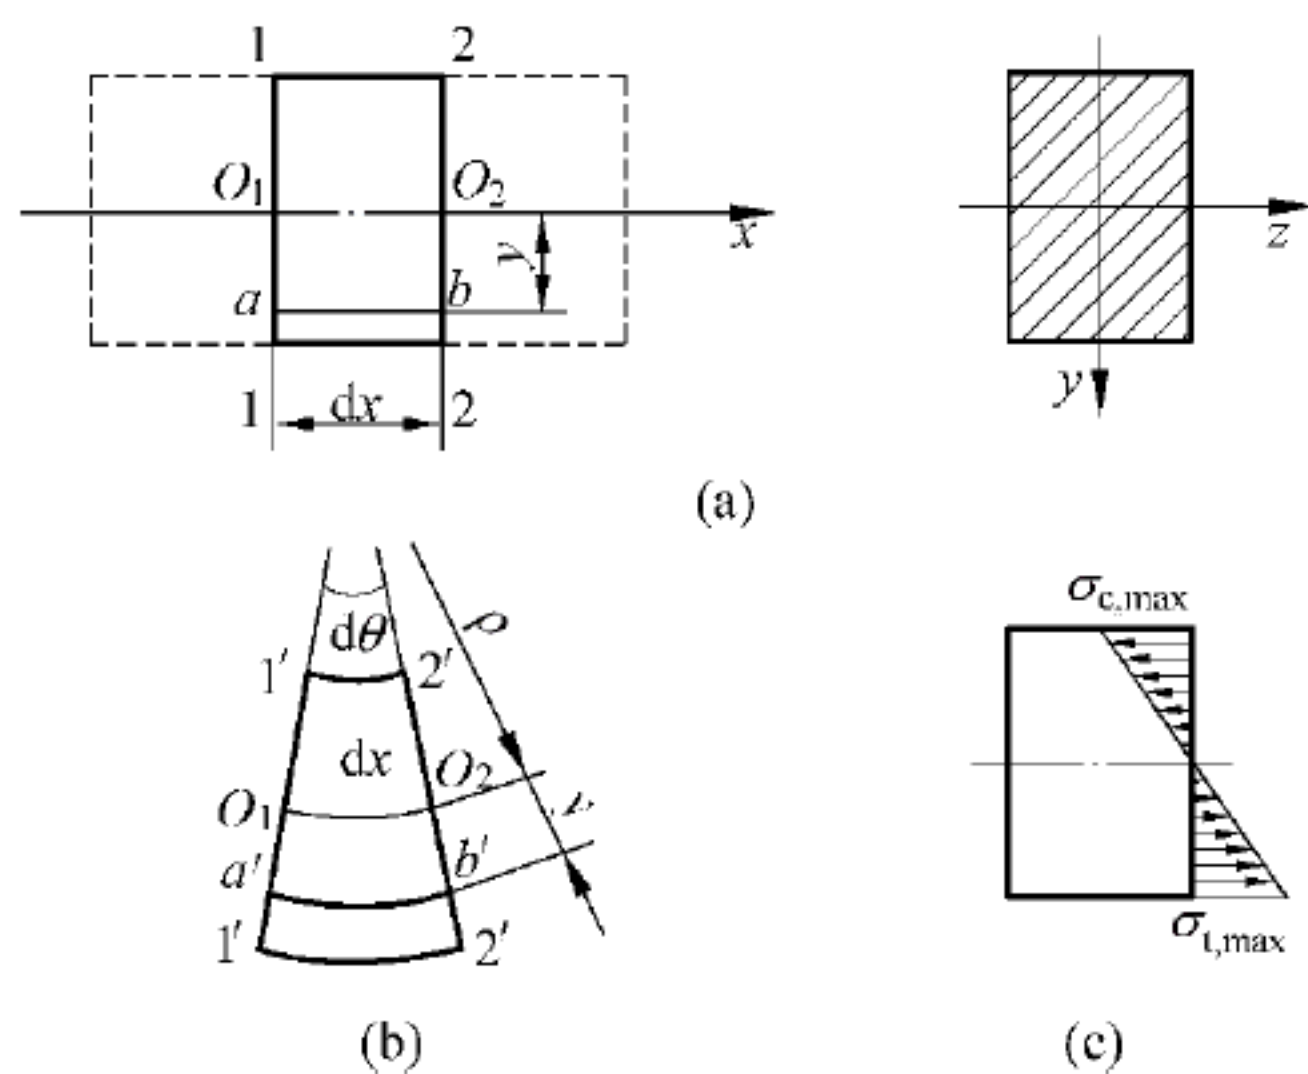 1 2
O₁ O₂
x
y
z
a b
y
1 dx 2
(a)
σc,max
dθ
ρ
1′ 2′
dx
O₂
O₁
y
a′ b′
1′ 2′
σt,max
(b) (c)